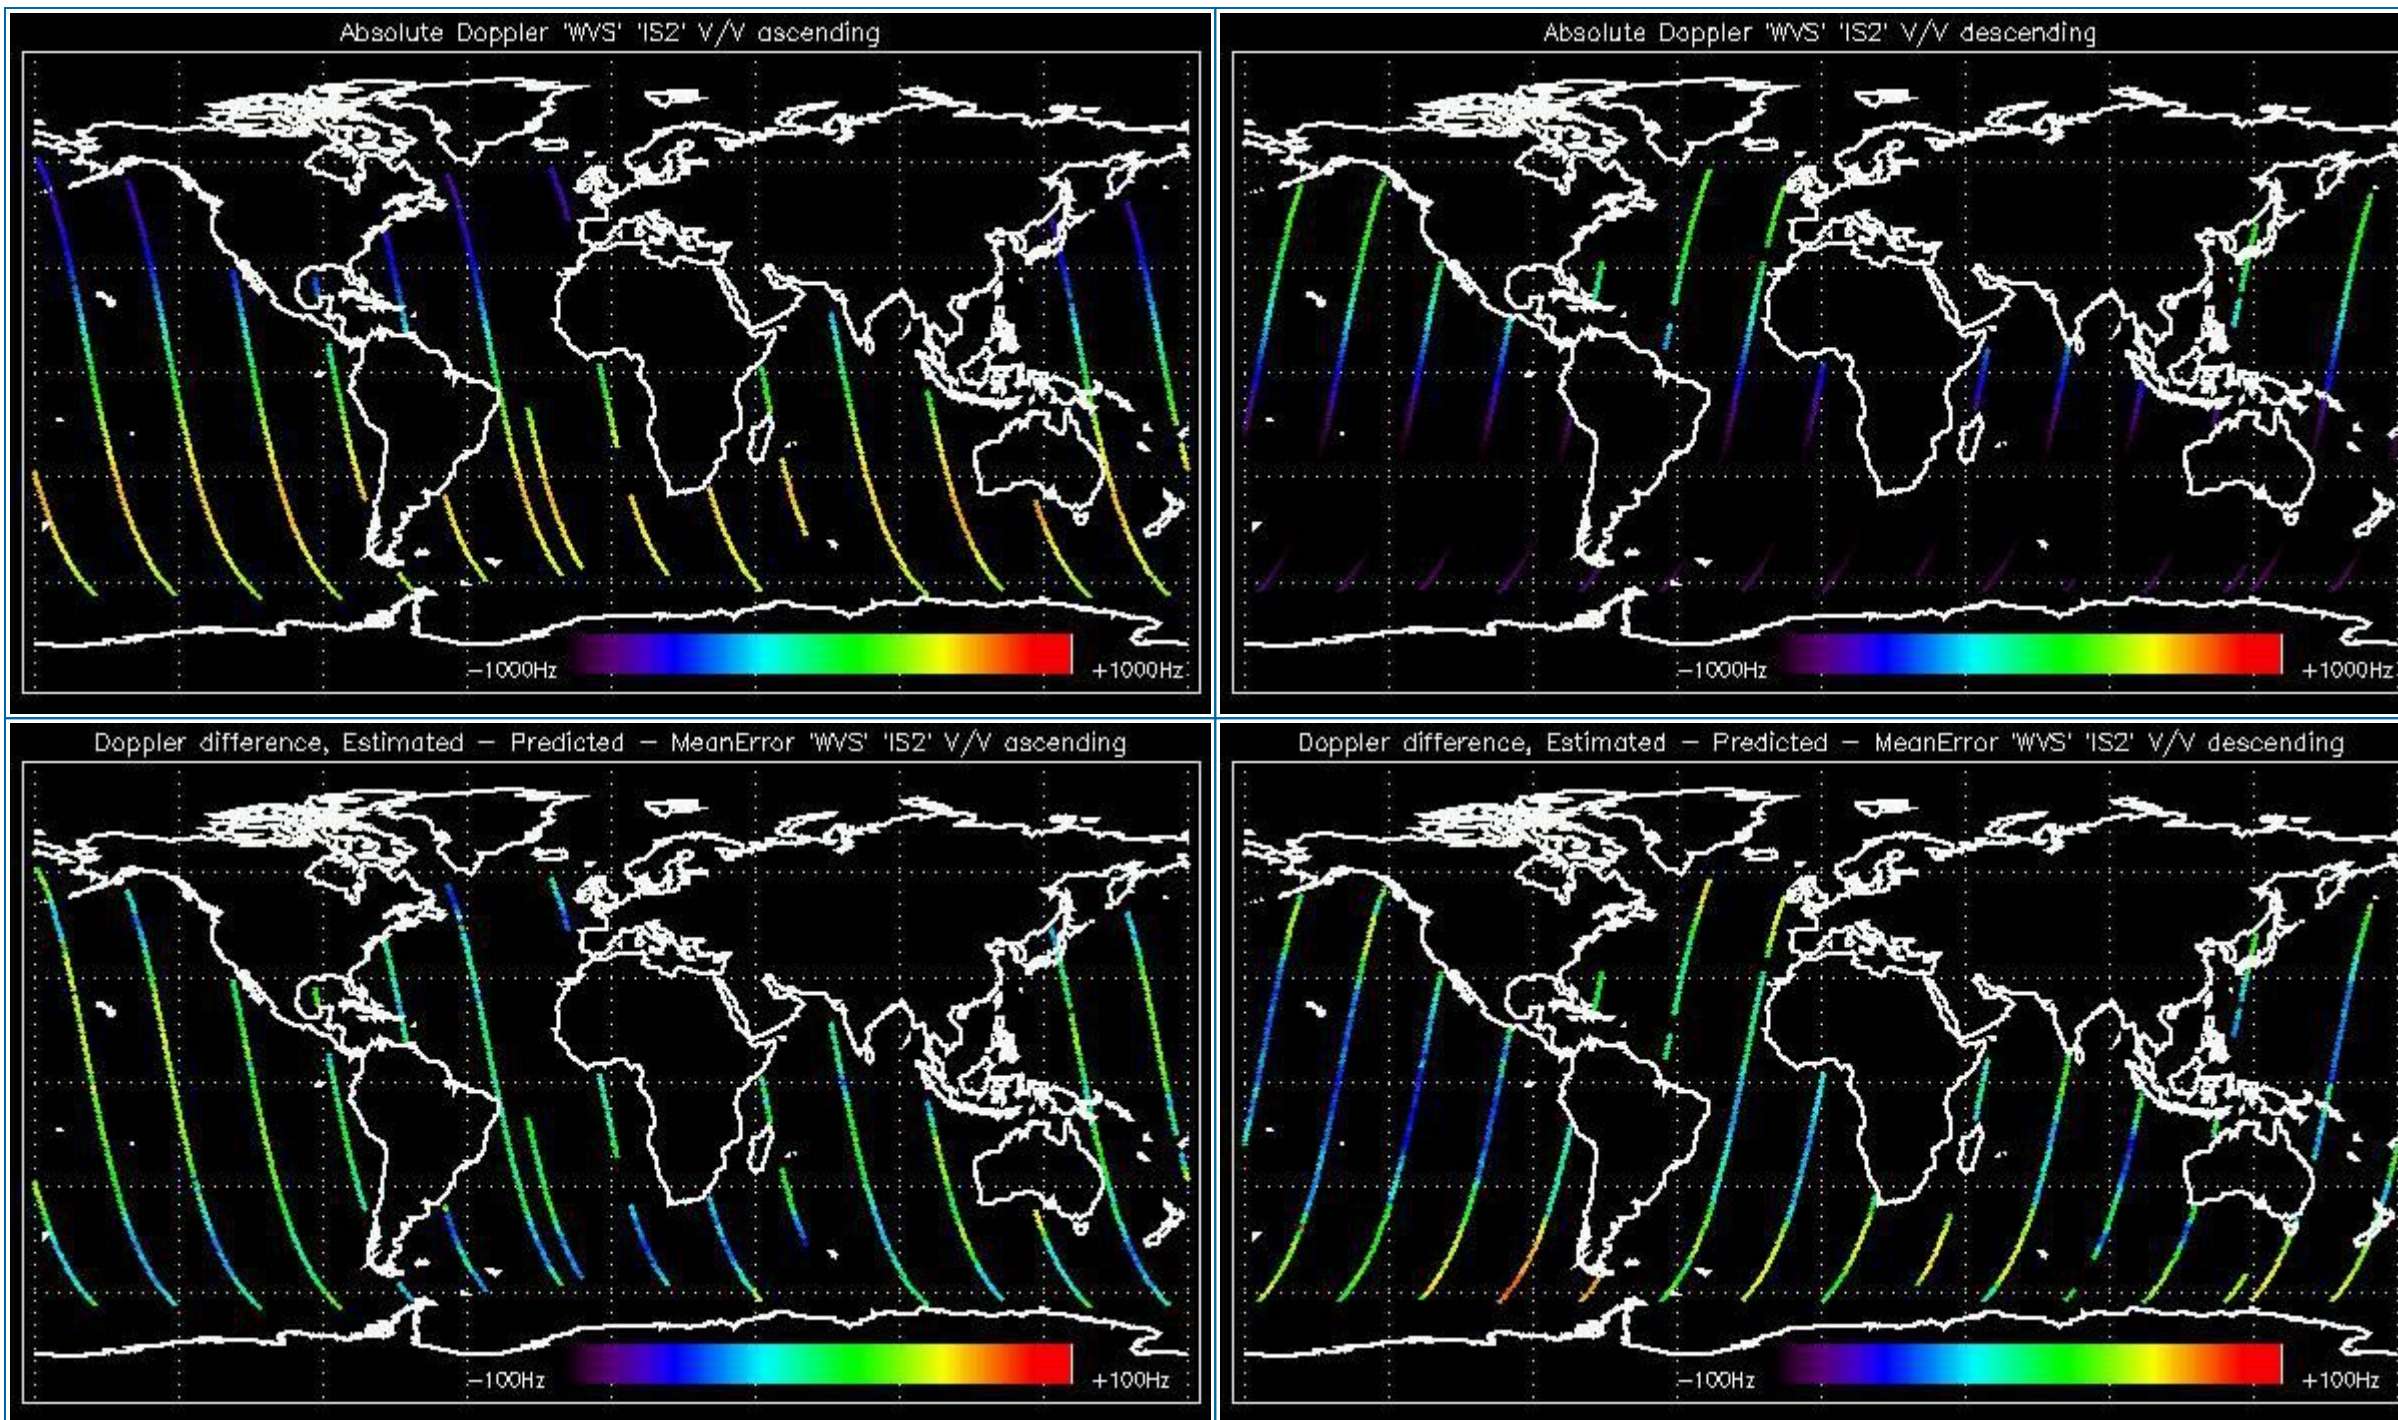 Absolute Doppler 'WVS' 'IS2' V/V ascending
-1000Hz
+1000Hz
Absolute Doppler 'WVS' 'IS2' V/V descending
-1000Hz
+1000Hz
Doppler difference, Estimated - Predicted - MeanError 'WVS' 'IS2' V/V ascending
-100Hz
+100Hz
Doppler difference, Estimated - Predicted - MeanError 'WVS' 'IS2' V/V descending
-100Hz
+100Hz